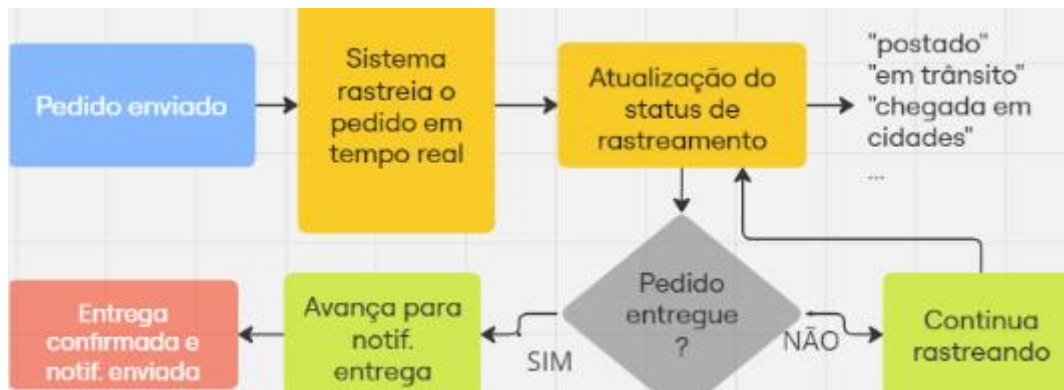 Pedido enviado
Sistema
rastreia o
pedido em
tempo real
Atualização do
status de
rastreamento
"postado"
"em trânsito"
"chegada em
cidades"
...
Pedido
entregue
?
SIM
NÃO
Continua
rastreando
Avança para
notif.
entrega
Entrega
confirmada e
notif. enviada